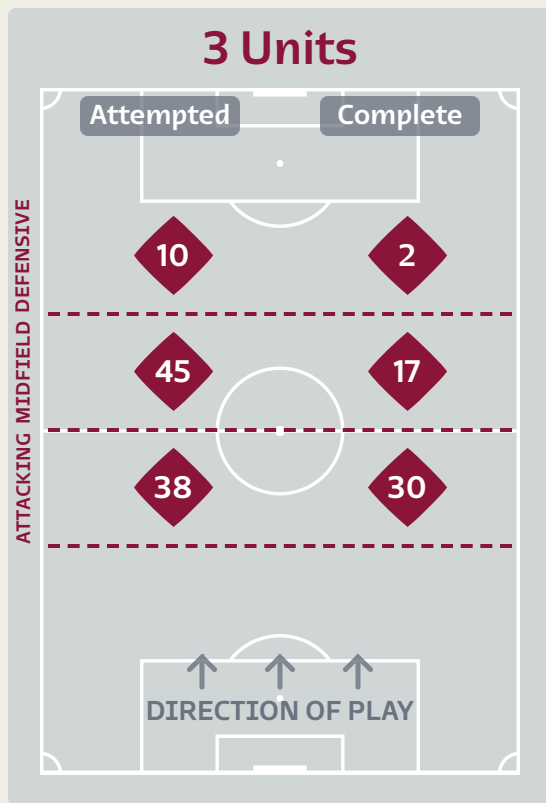 3 Units
Attempted Complete
ATTACKING MIDFIELD DEFENSIVE
10 2
45 17
38 30
DIRECTION OF PLAY